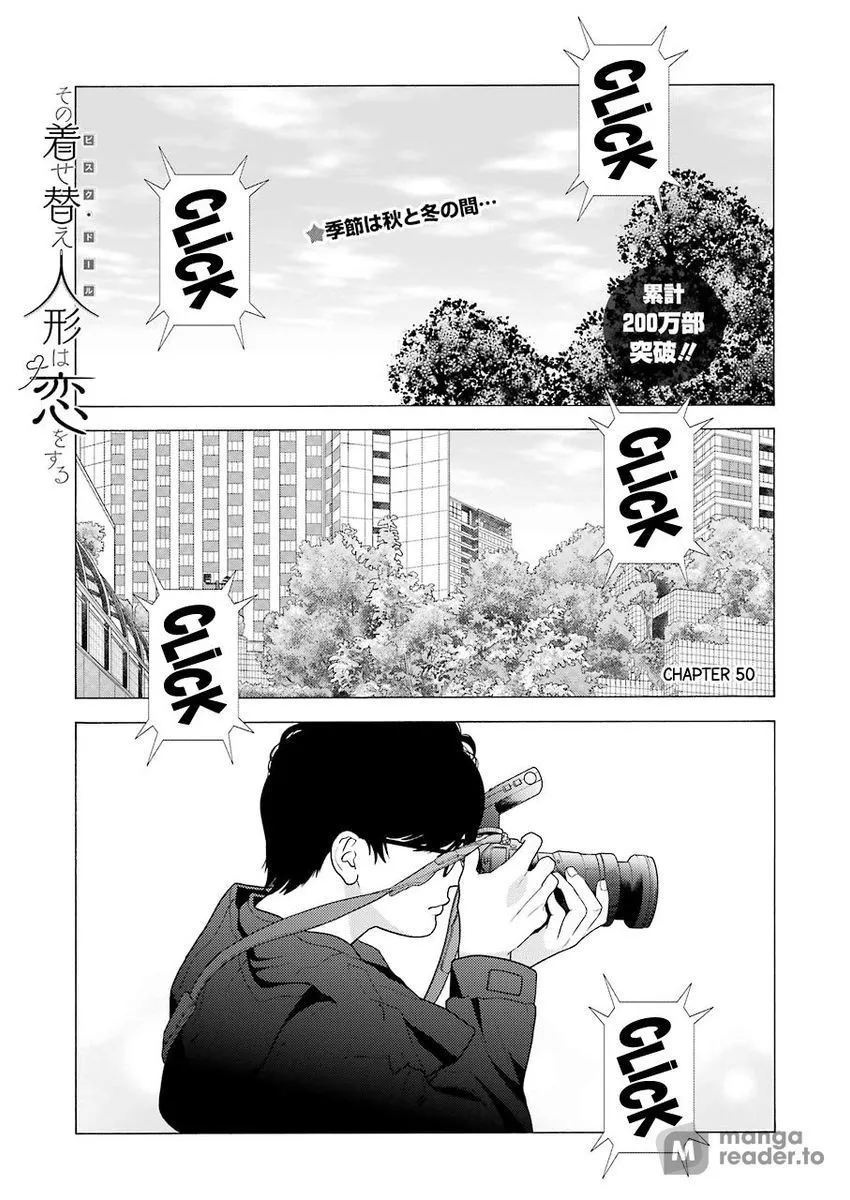 CLICK
CLICK
★季節は秋と冬の間…
累計
200万部
突破!!
その着せ替え人形は恋をする
ビスク・ドール
CLICK
CLICK
CHAPTER 50
CLICK
M manga
reader.to